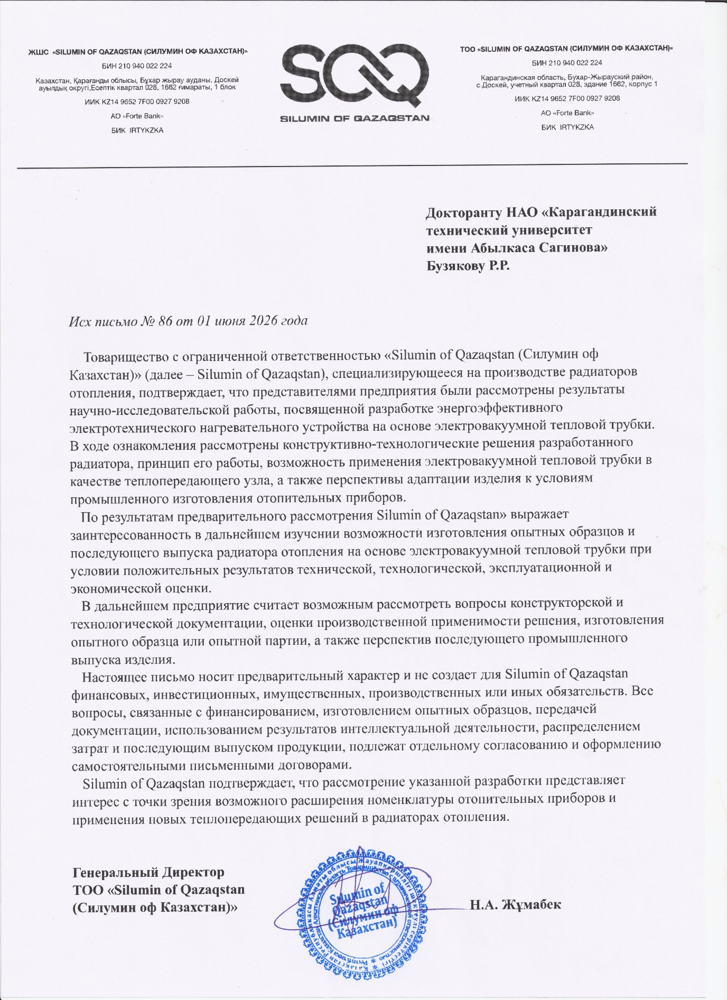 ЖШС «SILUMIN OF QAZAQSTAN (СИЛУМИН ОФ КАЗАХСТАН)»
БИН 210 940 022 224
Казахстан, Қарағанды облысы, Бұхар жырау ауданы, Доскей
ауылдық округі,Есептік квартал 028, 1662 ғимараты, 1 блок
ИИК KZ14 9652 7F00 0927 9208
АО «Forte Bank»
БИК IRTYKZKA
SOQ
SILUMIN OF QAZAQSTAN
ТОО «SILUMIN OF QAZAQSTAN (СИЛУМИН ОФ КАЗАХСТАН)»
БИН 210 940 022 224
Карагандинская область, Бухар-Жырауский район,
с.Доскей, учетный квартал 028, здание 1662, корпус 1
ИИК KZ14 9652 7F00 0927 9208
АО «Forte Bank»
БИК IRTYKZKA
Докторанту НАО «Карагандинский
технический университет
имени Абылкаса Сагинова»
Бузякову Р.Р.
Исх письмо № 86 от 01 июня 2026 года
Товарищество с ограниченной ответственностью «Silumin of Qazaqstan (Силумин оф
Казахстан)» (далее – Silumin of Qazaqstan), специализирующееся на производстве радиаторов
отопления, подтверждает, что представителями предприятия были рассмотрены результаты
научно-исследовательской работы, посвященной разработке энергоэффективного
электротехнического нагревательного устройства на основе электровакуумной тепловой трубки.
В ходе ознакомления рассмотрены конструктивно-технологические решения разработанного
радиатора, принцип его работы, возможность применения электровакуумной тепловой трубки в
качестве теплопередающего узла, а также перспективы адаптации изделия к условиям
промышленного изготовления отопительных приборов.
По результатам предварительного рассмотрения Silumin of Qazaqstan» выражает
заинтересованность в дальнейшем изучении возможности изготовления опытных образцов и
последующего выпуска радиатора отопления на основе электровакуумной тепловой трубки при
условии положительных результатов технической, технологической, эксплуатационной и
экономической оценки.
В дальнейшем предприятие считает возможным рассмотреть вопросы конструкторской и
технологической документации, оценки производственной применимости решения, изготовления
опытного образца или опытной партии, а также перспектив последующего промышленного
выпуска изделия.
Настоящее письмо носит предварительный характер и не создает для Silumin of Qazaqstan
финансовых, инвестиционных, имущественных, производственных или иных обязательств. Все
вопросы, связанные с финансированием, изготовлением опытных образцов, передачей
документации, использованием результатов интеллектуальной деятельности, распределением
затрат и последующим выпуском продукции, подлежат отдельному согласованию и оформлению
самостоятельными письменными договорами.
Silumin of Qazaqstan подтверждает, что рассмотрение указанной разработки представляет
интерес с точки зрения возможного расширения номенклатуры отопительных приборов и
применения новых теплопередающих решений в радиаторах отопления.
Генеральный Директор
ТОО «Silumin of Qazaqstan
(Силумин оф Казахстан)»
Қазақстан Республикасы Алматы облысы Жауапкершілігі шектеулі серіктестігі
Республика Казахстан Алматинская область Товарищество с ограниченной ответственностью
Silumin of
Qazaqstan
(Силумин оф
Казахстан)
Н.А. Жұмабек